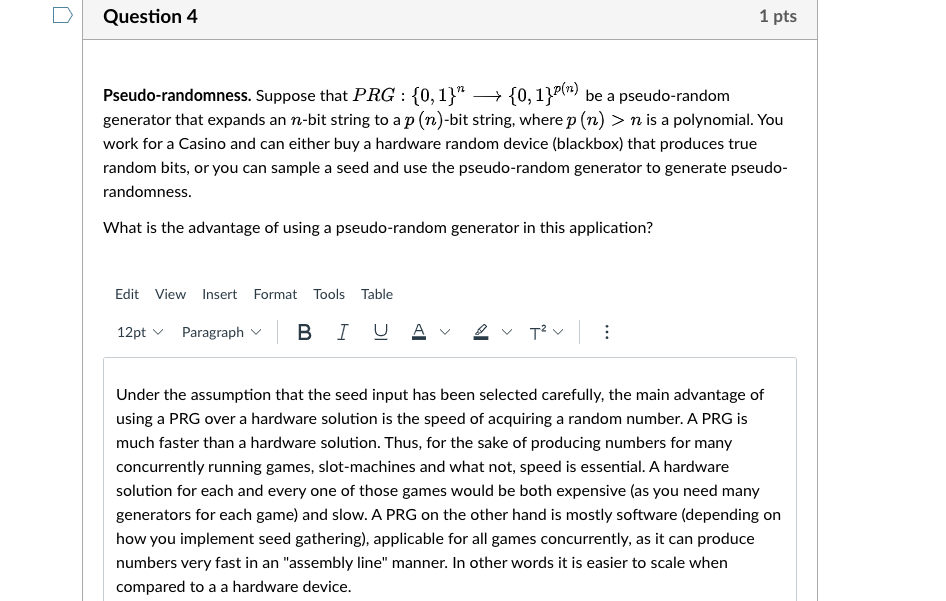 Question 4
1 pts
Pseudo-randomness. Suppose that PRG : {0, 1}ⁿ ⟶ {0, 1}ᵖ⁽ⁿ⁾ be a pseudo-random
generator that expands an n-bit string to a p (n)-bit string, where p (n) > n is a polynomial. You
work for a Casino and can either buy a hardware random device (blackbox) that produces true
random bits, or you can sample a seed and use the pseudo-random generator to generate pseudo-
randomness.
What is the advantage of using a pseudo-random generator in this application?
Edit View Insert Format Tools Table
12pt Paragraph B I U A T²
Under the assumption that the seed input has been selected carefully, the main advantage of
using a PRG over a hardware solution is the speed of acquiring a random number. A PRG is
much faster than a hardware solution. Thus, for the sake of producing numbers for many
concurrently running games, slot-machines and what not, speed is essential. A hardware
solution for each and every one of those games would be both expensive (as you need many
generators for each game) and slow. A PRG on the other hand is mostly software (depending on
how you implement seed gathering), applicable for all games concurrently, as it can produce
numbers very fast in an "assembly line" manner. In other words it is easier to scale when
compared to a a hardware device.